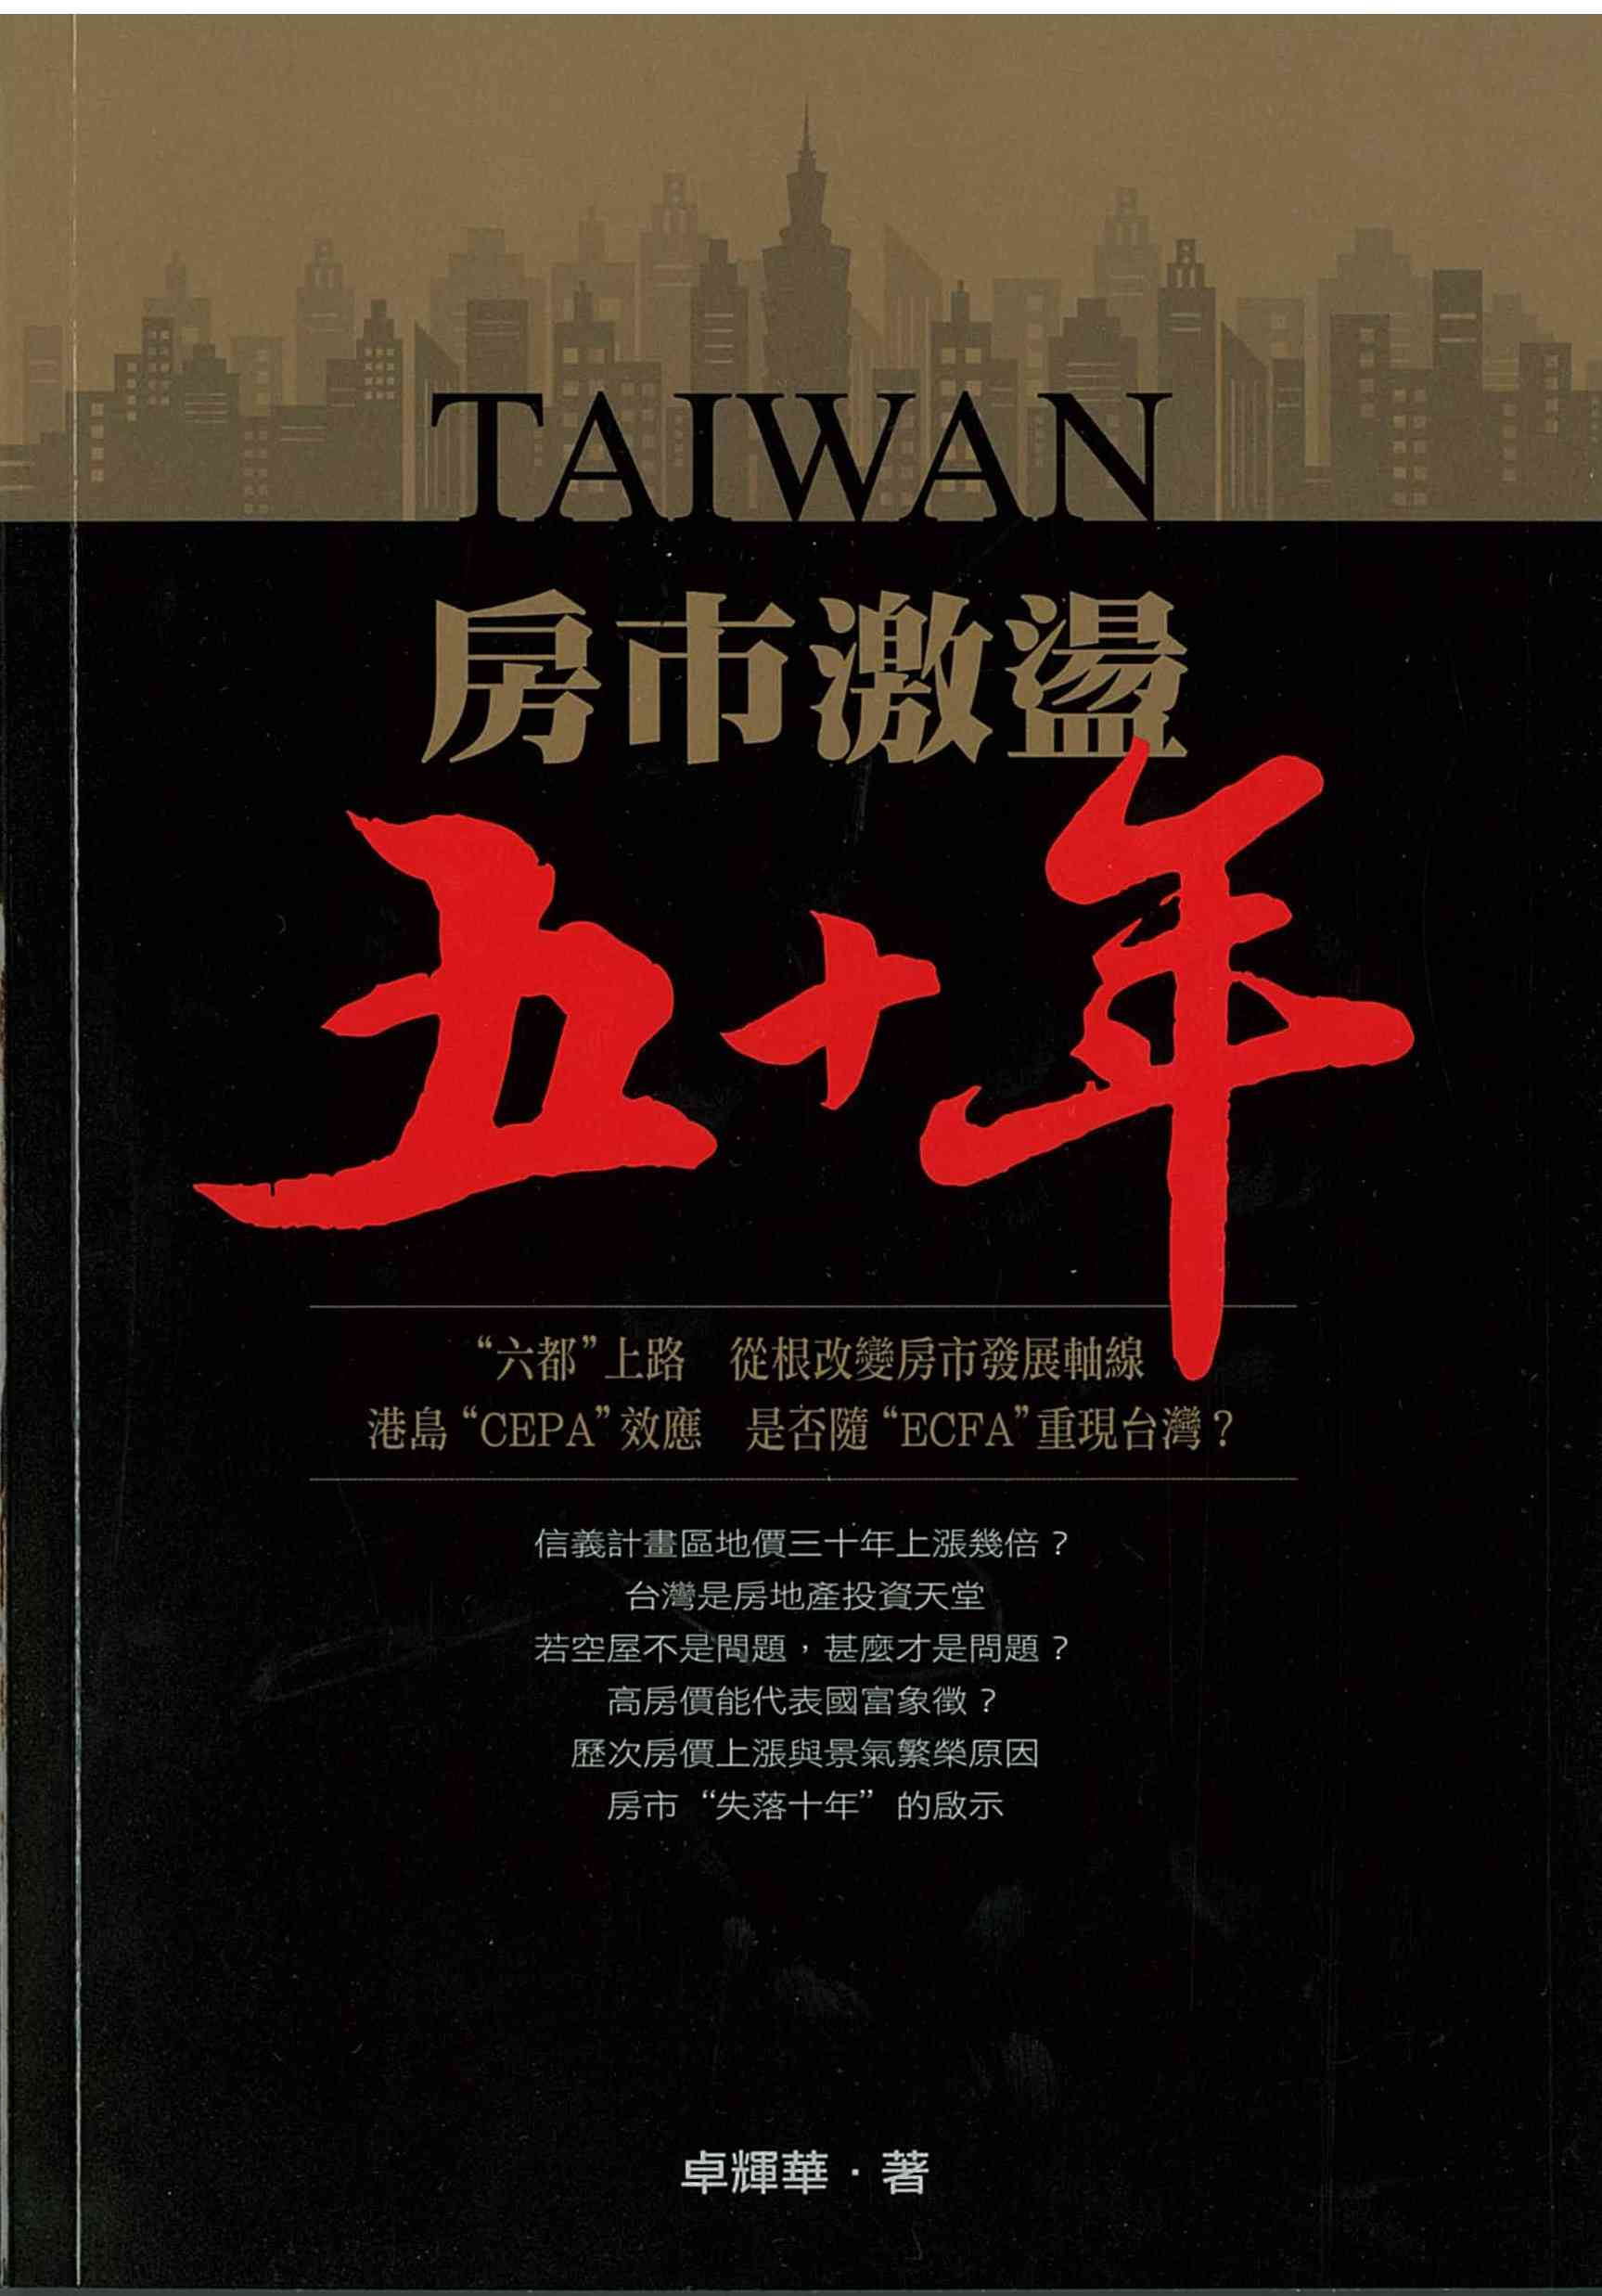 TAIWAN
房市激盪
五十年
“六都”上路　從根改變房市發展軸線
港島“CEPA”效應　是否隨“ECFA”重現台灣？
信義計畫區地價三十年上漲幾倍？
台灣是房地產投資天堂
若空屋不是問題，甚麼才是問題？
高房價能代表國富象徵？
歷次房價上漲與景氣繁榮原因
房市“失落十年”的啟示
卓輝華．著